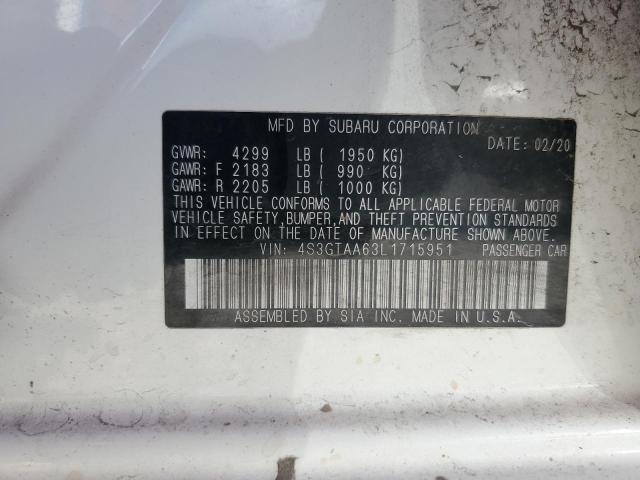 MFD BY SUBARU CORPORATION
DATE: 02/20
GVWR: 4299 LB ( 1950 KG)
GAWR: F 2183 LB ( 990 KG)
GAWR: R 2205 LB ( 1000 KG)
THIS VEHICLE CONFORMS TO ALL APPLICABLE FEDERAL MOTOR
VEHICLE SAFETY, BUMPER, AND THEFT PREVENTION STANDARDS
IN EFFECT ON THE DATE OF MANUFACTURE SHOWN ABOVE.
VIN: 4S3GTAA63L1715951 PASSENGER CAR
ASSEMBLED BY SIA INC. MADE IN U.S.A.